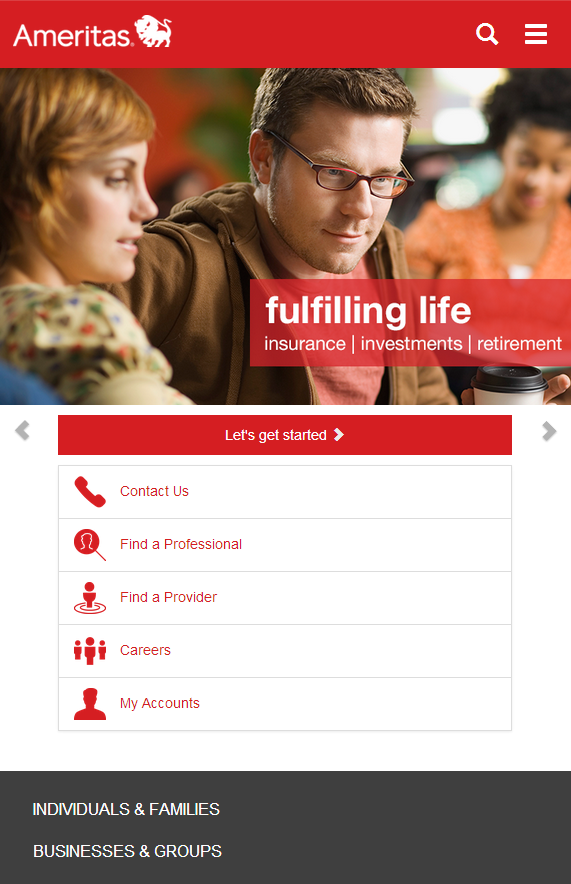 Ameritas®
fulfilling life
insurance | investments | retirement
Let's get started
Contact Us
Find a Professional
Find a Provider
Careers
My Accounts
INDIVIDUALS & FAMILIES
BUSINESSES & GROUPS